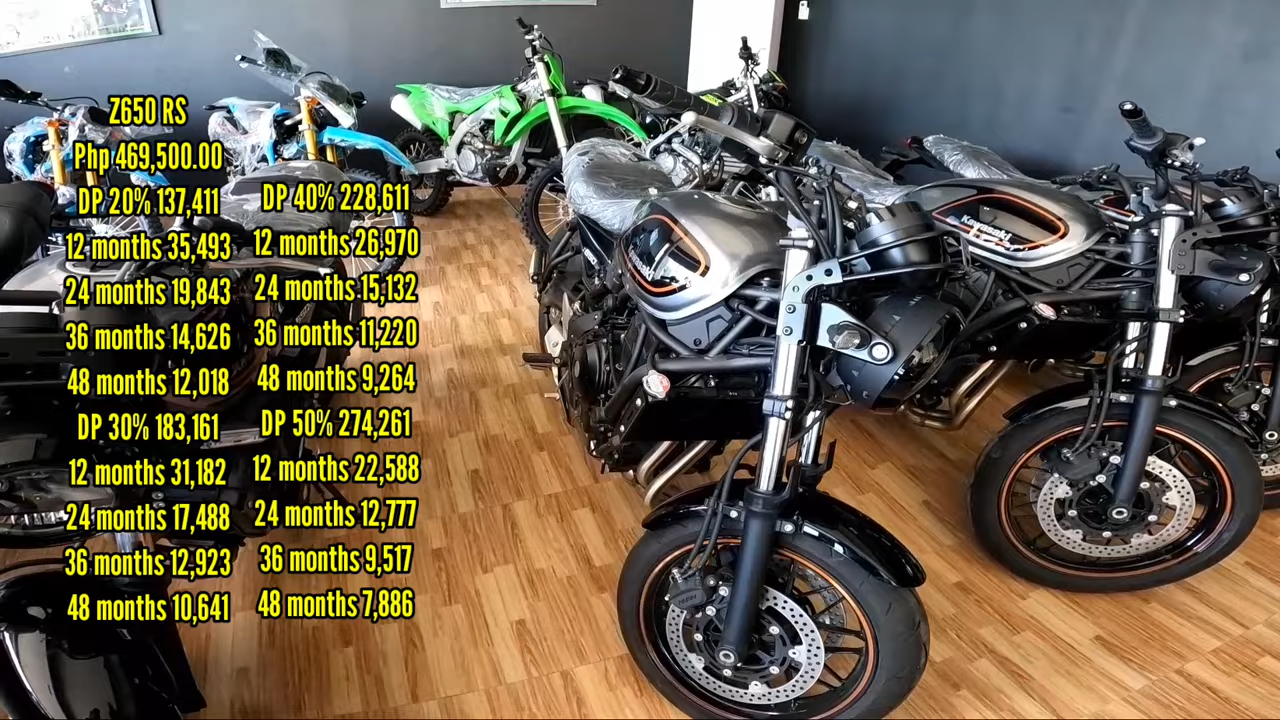 Z650 RS
Php 469,500.00
DP 20% 137,411
12 months 35,493
24 months 19,843
36 months 14,626
48 months 12,018
DP 30% 183,161
12 months 31,182
24 months 17,488
36 months 12,923
48 months 10,641
DP 40% 228,611
12 months 26,970
24 months 15,132
36 months 11,220
48 months 9,264
DP 50% 274,261
12 months 22,588
24 months 12,777
36 months 9,517
48 months 7,886
Kawasaki
Kawasaki